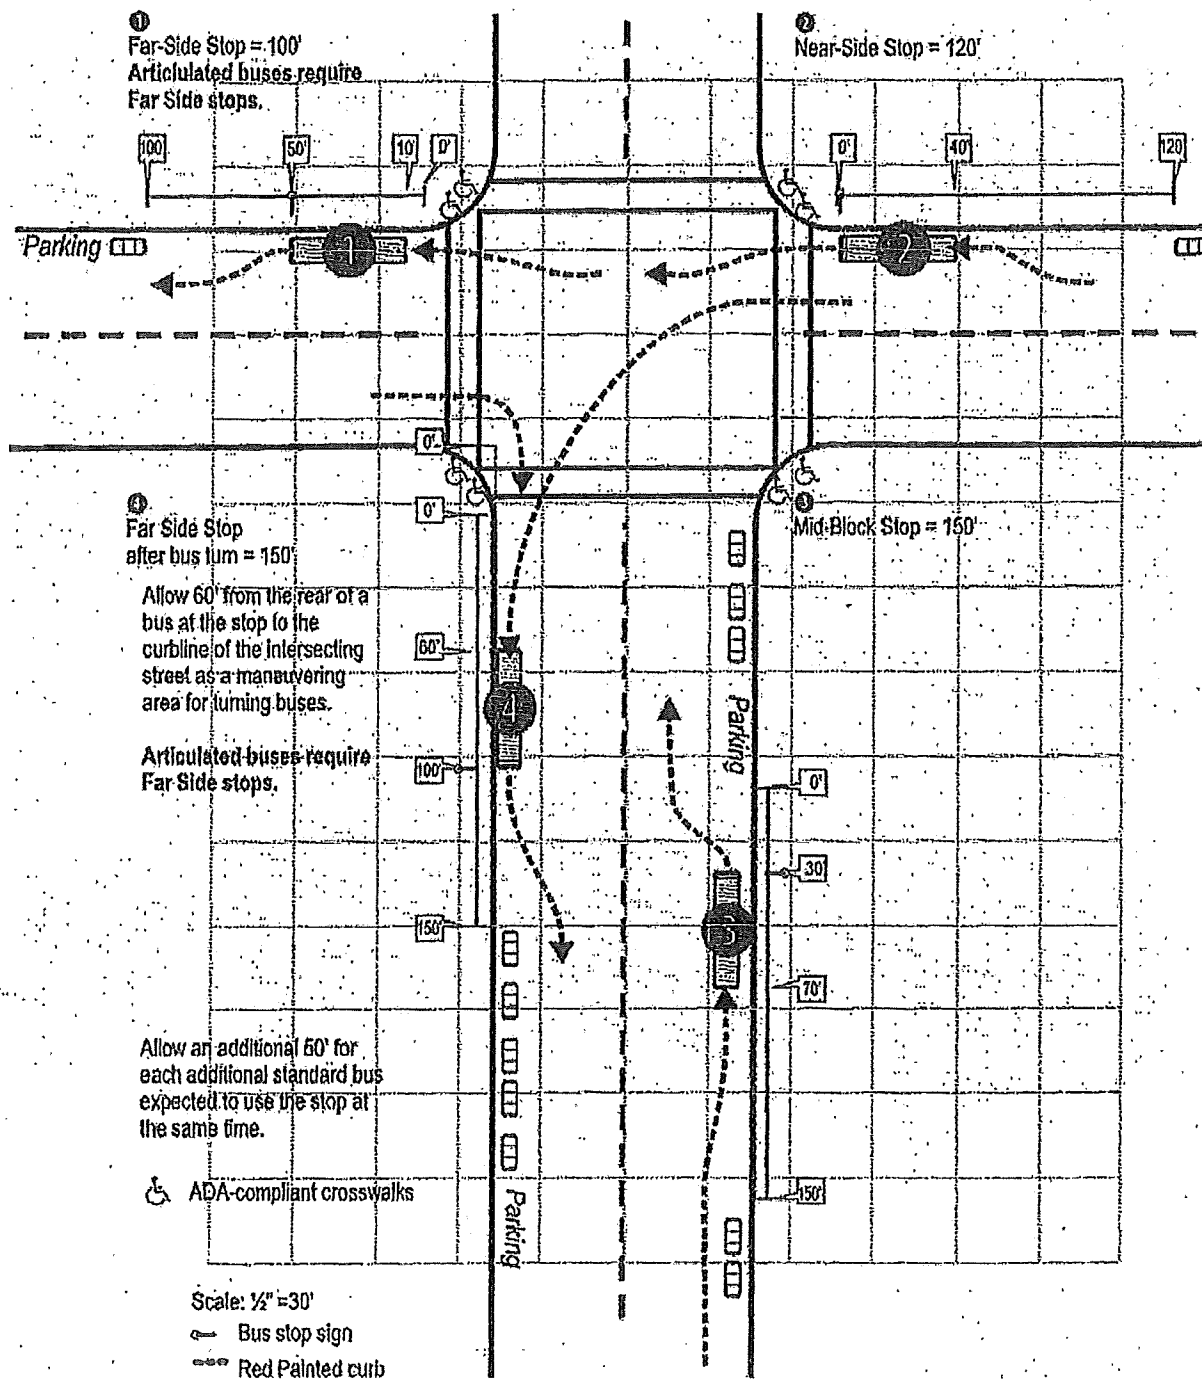 1
Far-Side Stop = 100'
Articlulated buses require
Far Side stops.
2
Near-Side Stop = 120'
100'
50'
10'
0'
0'
40'
120'
Parking
1
2
0'
0'
4
Far Side Stop
after bus turn = 150'
3
Mid-Block Stop = 150'
Allow 60' from the rear of a
bus at the stop to the
curbline of the intersecting
street as a maneuvering
area for turning buses.
60'
4
Parking
Articulated buses require
Far Side stops.
100'
0'
30'
150'
3
70'
Allow an additional 50' for
each additional standard bus
expected to use the stop at
the same time.
ADA-compliant crosswalks
Parking
150'
Scale: ½"=30'
Bus stop sign
Red Painted curb